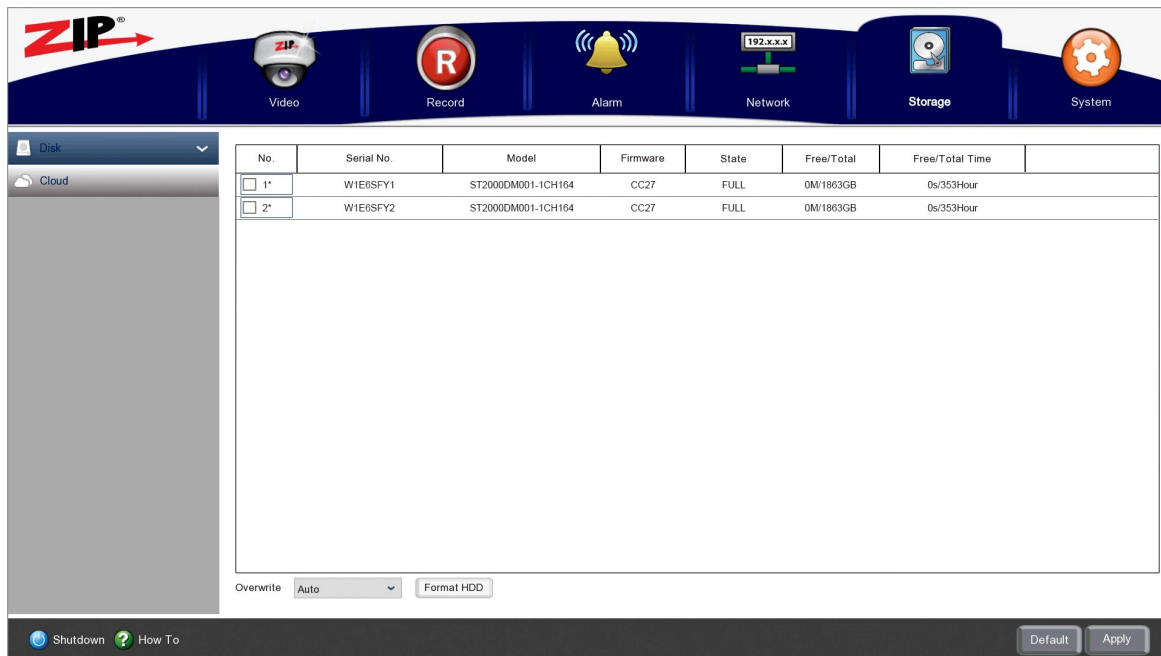 ZIP®
ZIP
R
192.x.x.x
Video Record Alarm Network Storage System
Disk
Cloud
No. Serial No. Model Firmware State Free/Total Free/Total Time
1* W1E6SFY1 ST2000DM001-1CH164 CC27 FULL 0M/1863GB 0s/353Hour
2* W1E6SFY2 ST2000DM001-1CH164 CC27 FULL 0M/1863GB 0s/353Hour
Overwrite Auto Format HDD
Shutdown ? How To Default Apply